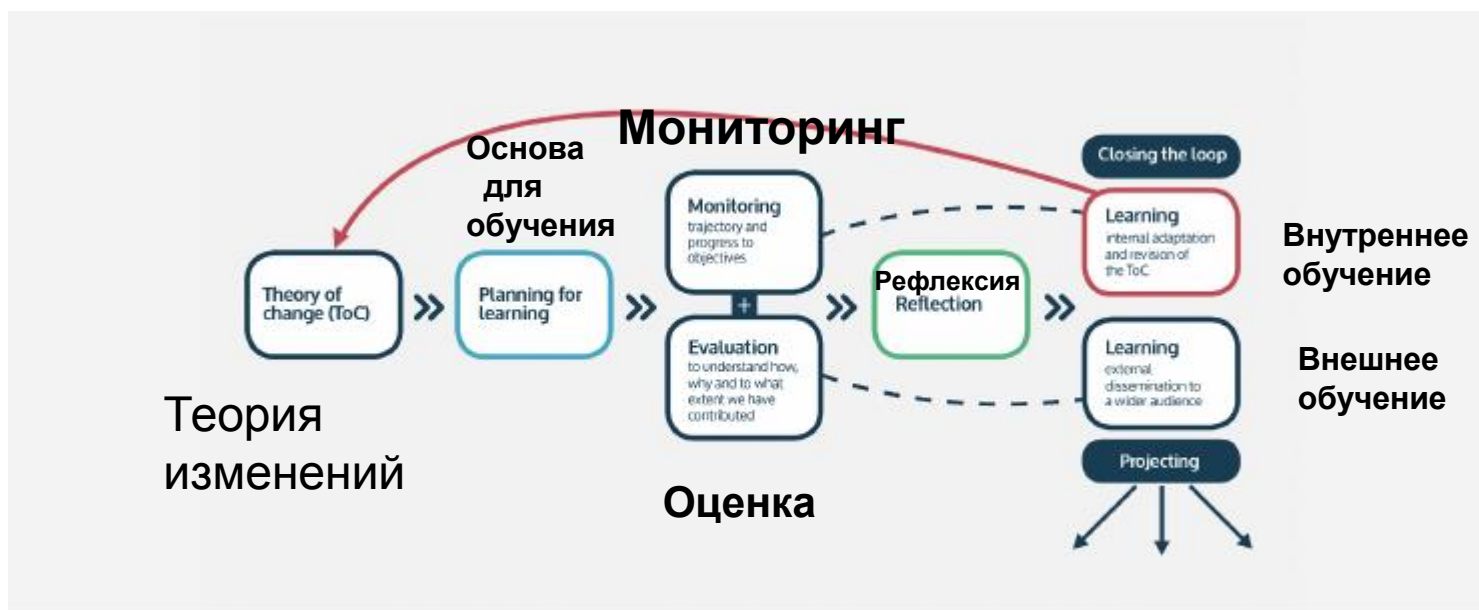 Мониторинг
Основа
для
обучения
Closing the loop
Monitoring
trajectory and
progress to
objectives
Learning
internal adaptation
and revision of
the ToC
Внутреннее
обучение
Theory of
change (ToC)
Planning for
learning
+
Рефлексия
Reflection
Evaluation
to understand how,
why and to what
extent we have
contributed
Learning
external
dissemination to
a wider audience
Внешнее
обучение
Теория
изменений
Projecting
Оценка